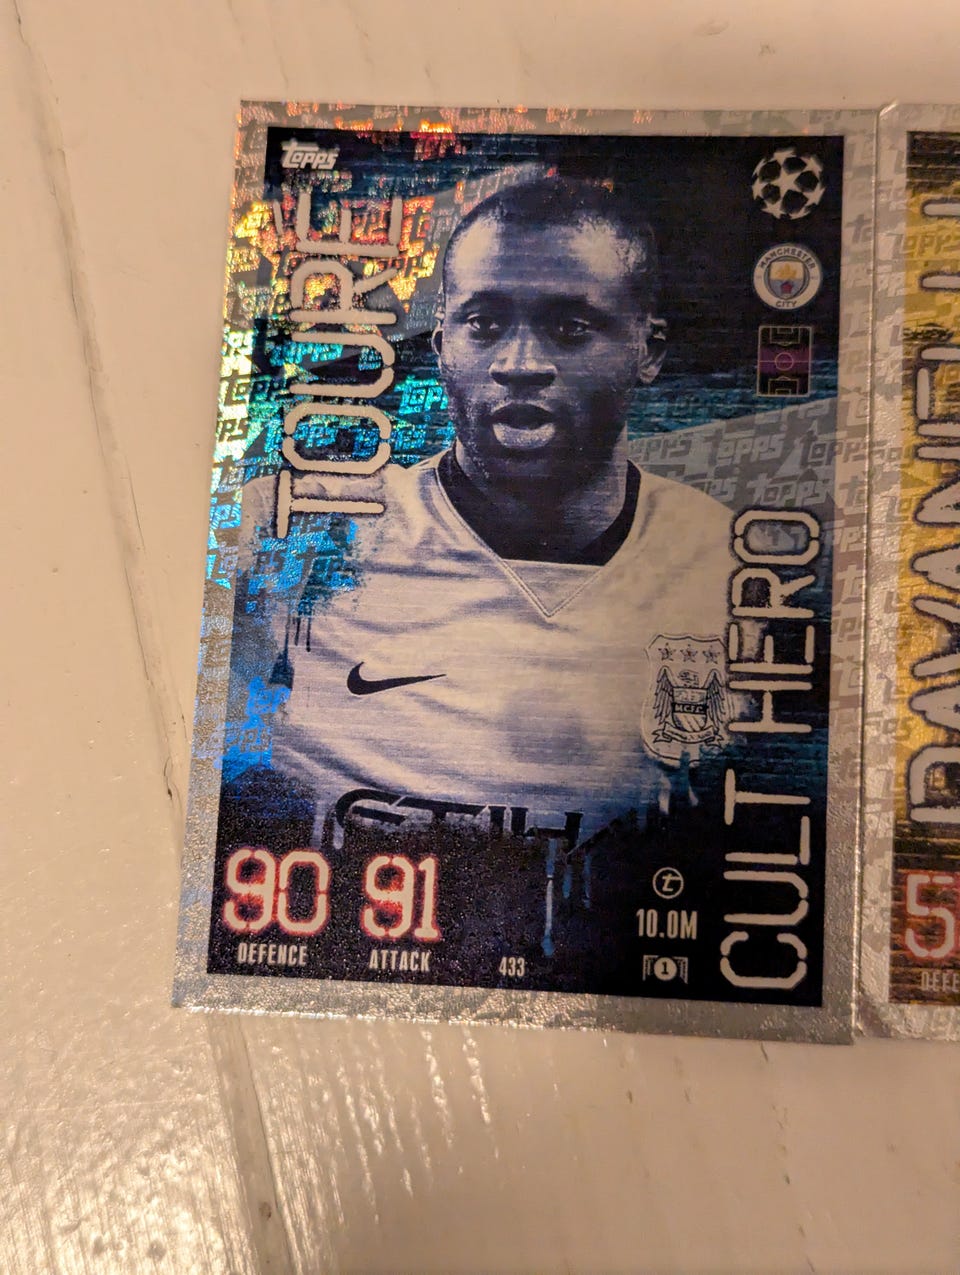 topps
TOURE
MANCHESTER
CITY
CULT HERO
MCFC
90
DEFENCE
91
ATTACK
433
t
10.0M
1